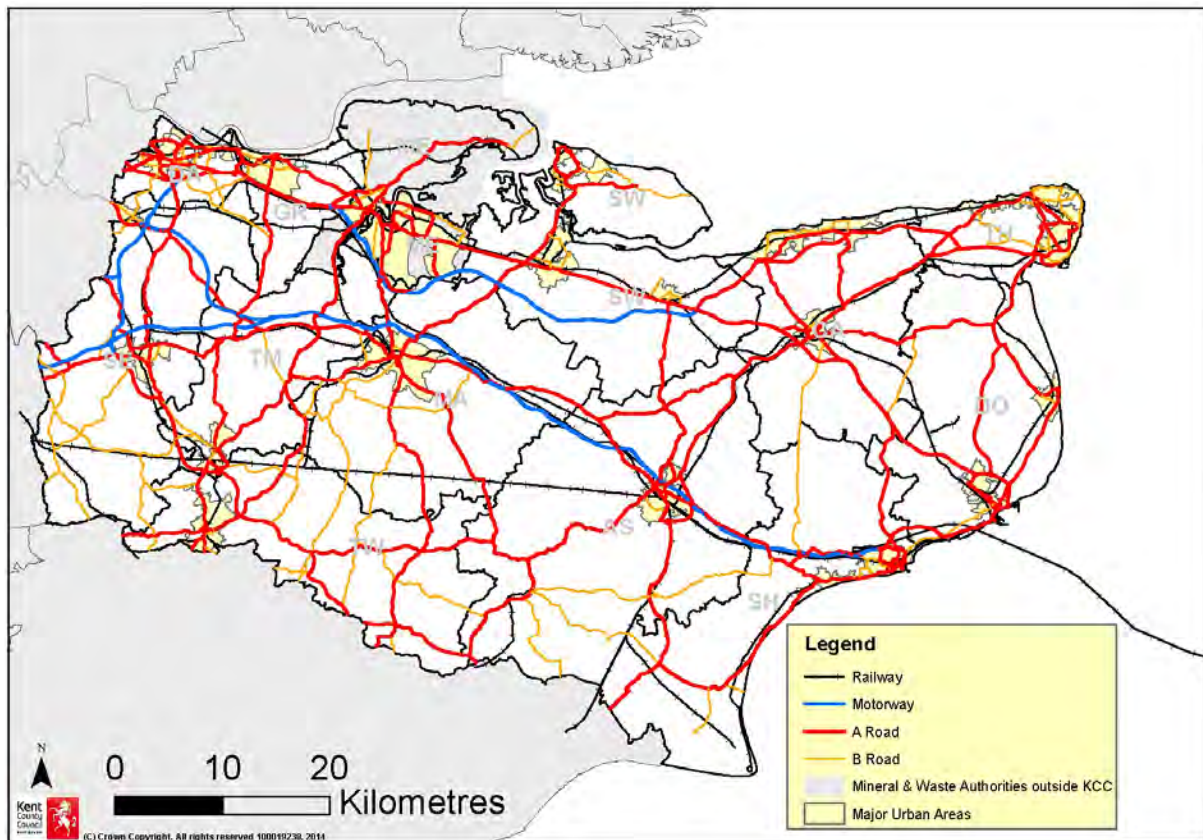 DA
GR
ME
SW
TH
SW
CA
SE
TM
MA
DO
AS
TW
SH
Legend
Railway
Motorway
A Road
B Road
Mineral & Waste Authorities outside KCC
Major Urban Areas
N
0 10 20
Kilometres
Kent
County
Council
(C) Crown Copyright. All rights reserved 100019238, 2014